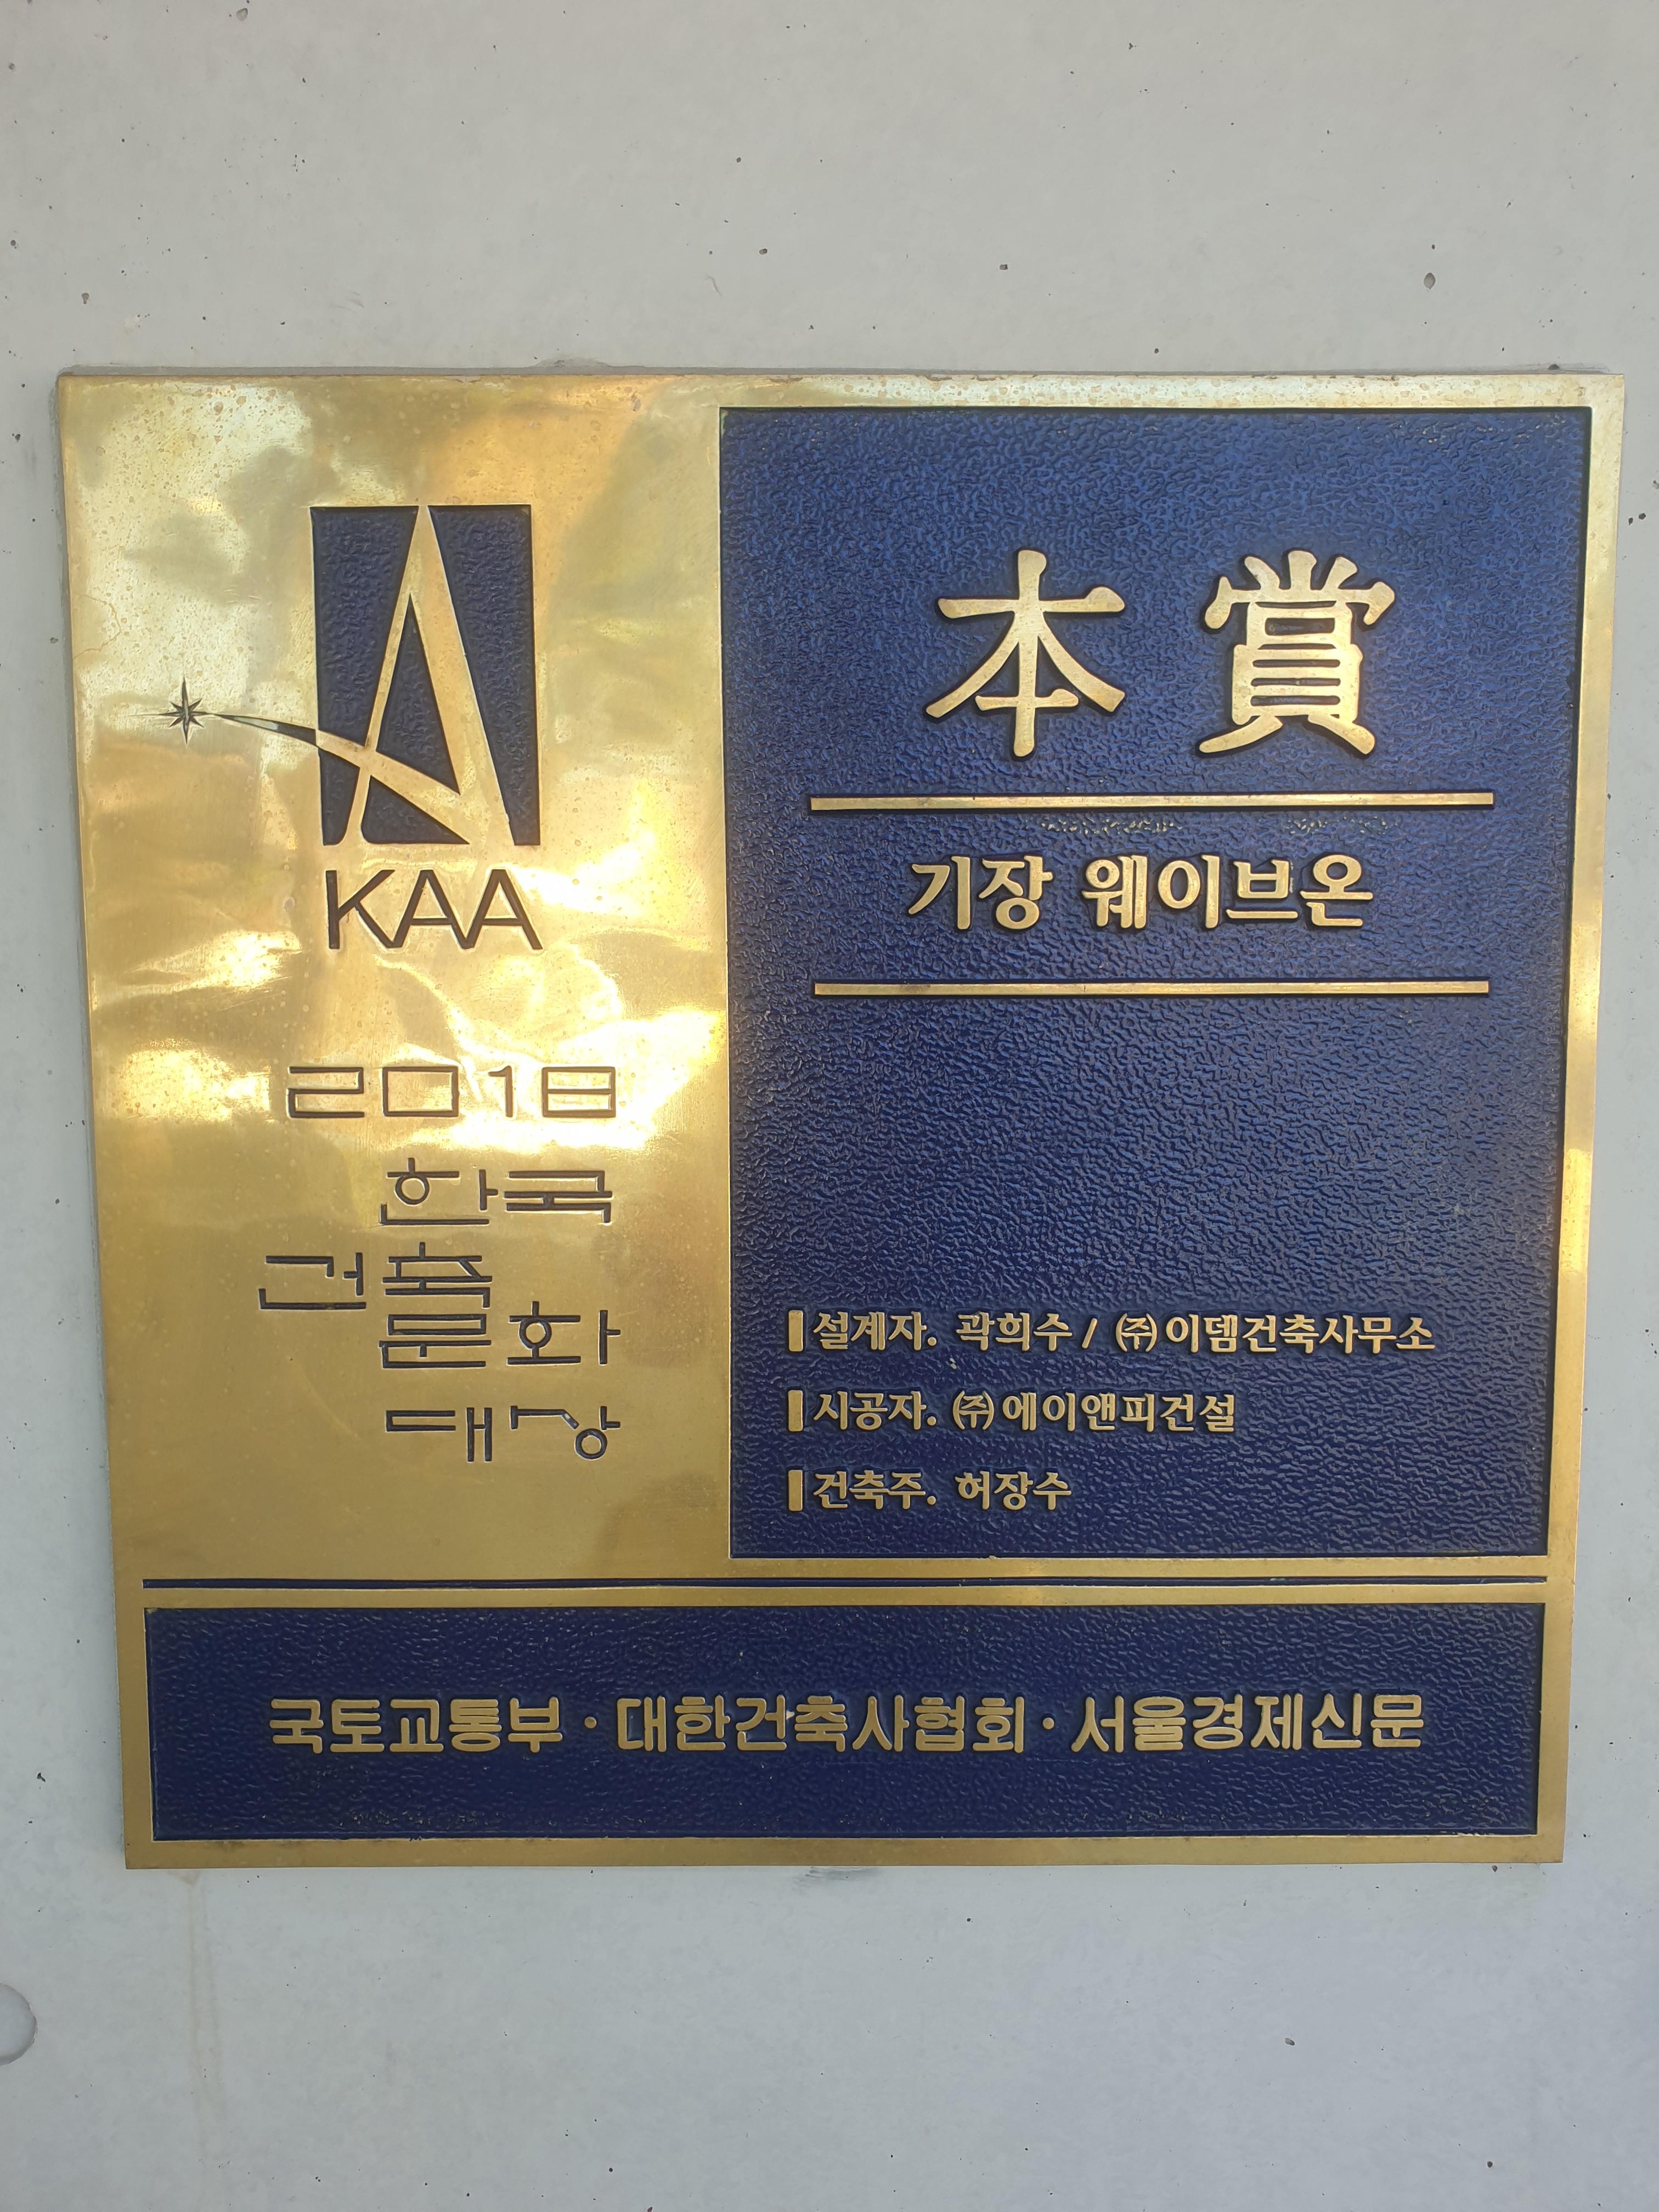 KAA
2018
한국
건축
문화
대상
本賞
기장 웨이브온
설계자. 곽희수 / ㈜이뎀건축사무소
시공자. ㈜에이앤피건설
건축주. 허장수
국토교통부·대한건축사협회·서울경제신문